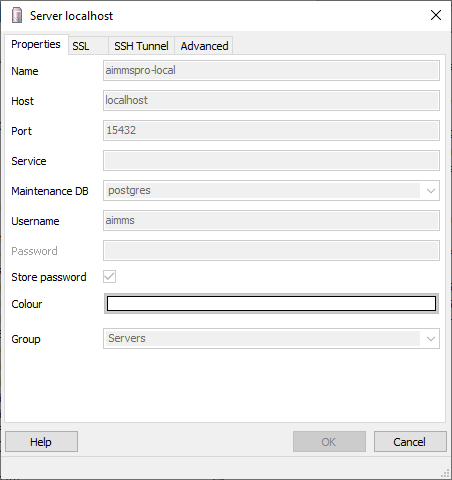 Server localhost
Properties SSL SSH Tunnel Advanced
Name aimmspro-local
Host localhost
Port 15432
Service
Maintenance DB postgres
Username aimms
Password
Store password
Colour
Group Servers
Help OK Cancel